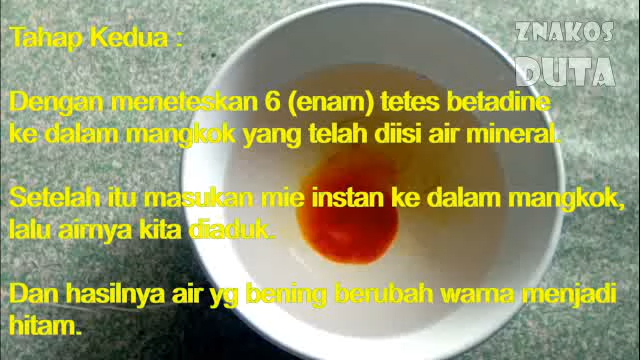 ZNAKOS
DUTA
Tahap Kedua :
Dengan meneteskan 6 (enam) tetes betadine
ke dalam mangkok yang telah diisi air mineral.
Setelah itu masukan mie instan ke dalam mangkok,
lalu airnya kita diaduk.
Dan hasilnya air yg bening berubah warna menjadi
hitam.